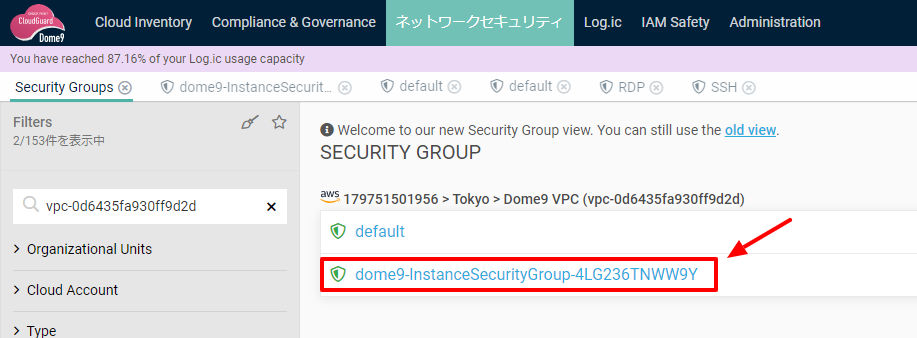 CloudGuard
Dome9
Cloud Inventory
Compliance & Governance
ネットワークセキュリティ
Log.ic
IAM Safety
Administration
You have reached 87.16% of your Log.ic usage capacity
Security Groups
dome9-InstanceSecurit...
default
default
RDP
SSH
Filters
2/153件を表示中
vpc-0d6435fa930ff9d2d
Organizational Units
Cloud Account
Type
Welcome to our new Security Group view. You can still use the old view.
SECURITY GROUP
aws 179751501956 > Tokyo > Dome9 VPC (vpc-0d6435fa930ff9d2d)
default
dome9-InstanceSecurityGroup-4LG236TNWW9Y